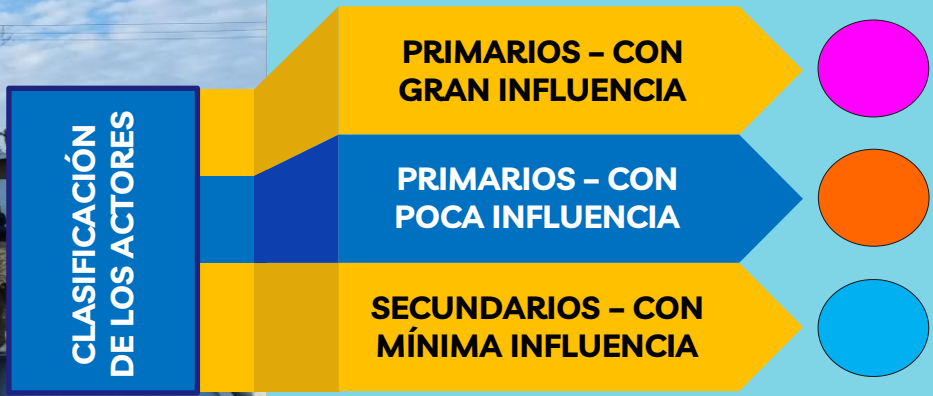 CLASIFICACIÓN
DE LOS ACTORES
PRIMARIOS – CON
GRAN INFLUENCIA
PRIMARIOS – CON
POCA INFLUENCIA
SECUNDARIOS – CON
MÍNIMA INFLUENCIA